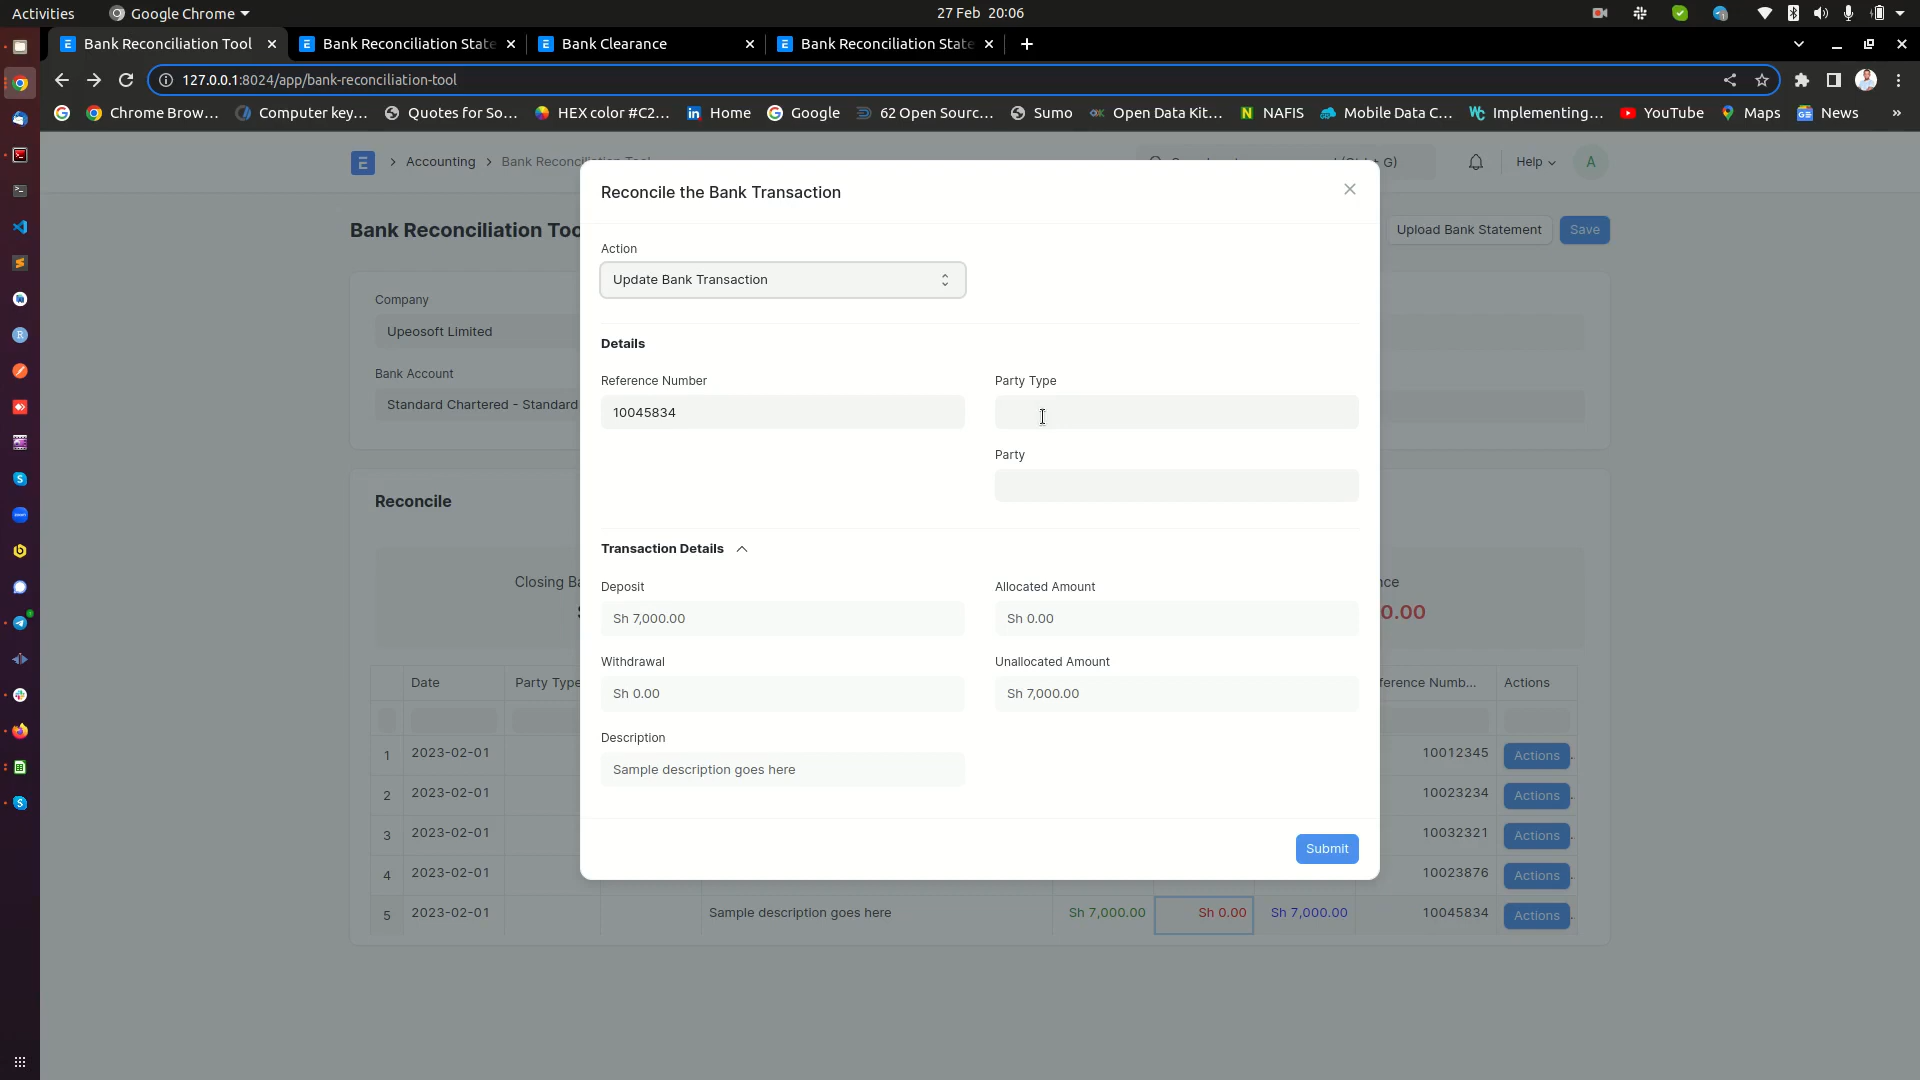 Activities
Google Chrome
27 Feb 20:06
Bank Reconciliation Tool
Bank Reconciliation State
Bank Clearance
Bank Reconciliation State
127.0.0.1:8024/app/bank-reconciliation-tool
Chrome Brow...
Computer key...
Quotes for So...
HEX color #C2...
Home
Google
62 Open Sourc...
Sumo
Open Data Kit...
NAFIS
Mobile Data C...
Implementing...
YouTube
Maps
News
»
E
Accounting
Bank Reconciliation Tool
+ G)
Help
A
Bank Reconciliation Too
Upload Bank Statement
Save
Company
Upeosoft Limited
Bank Account
Standard Chartered - Standard
Reconcile
Closing Ba
nce
0.00
Reconcile the Bank Transaction
Action
Update Bank Transaction
Details
Reference Number
10045834
Party Type
Party
Transaction Details
Deposit
Sh 7,000.00
Allocated Amount
Sh 0.00
Withdrawal
Sh 0.00
Unallocated Amount
Sh 7,000.00
Description
Sample description goes here
Submit
Date
Party Type
ference Numb...
Actions
1 2023-02-01 10012345 Actions
2 2023-02-01 10023234 Actions
3 2023-02-01 10032321 Actions
4 2023-02-01 10023876 Actions
5 2023-02-01 Sample description goes here Sh 7,000.00 Sh 0.00 Sh 7,000.00 10045834 Actions